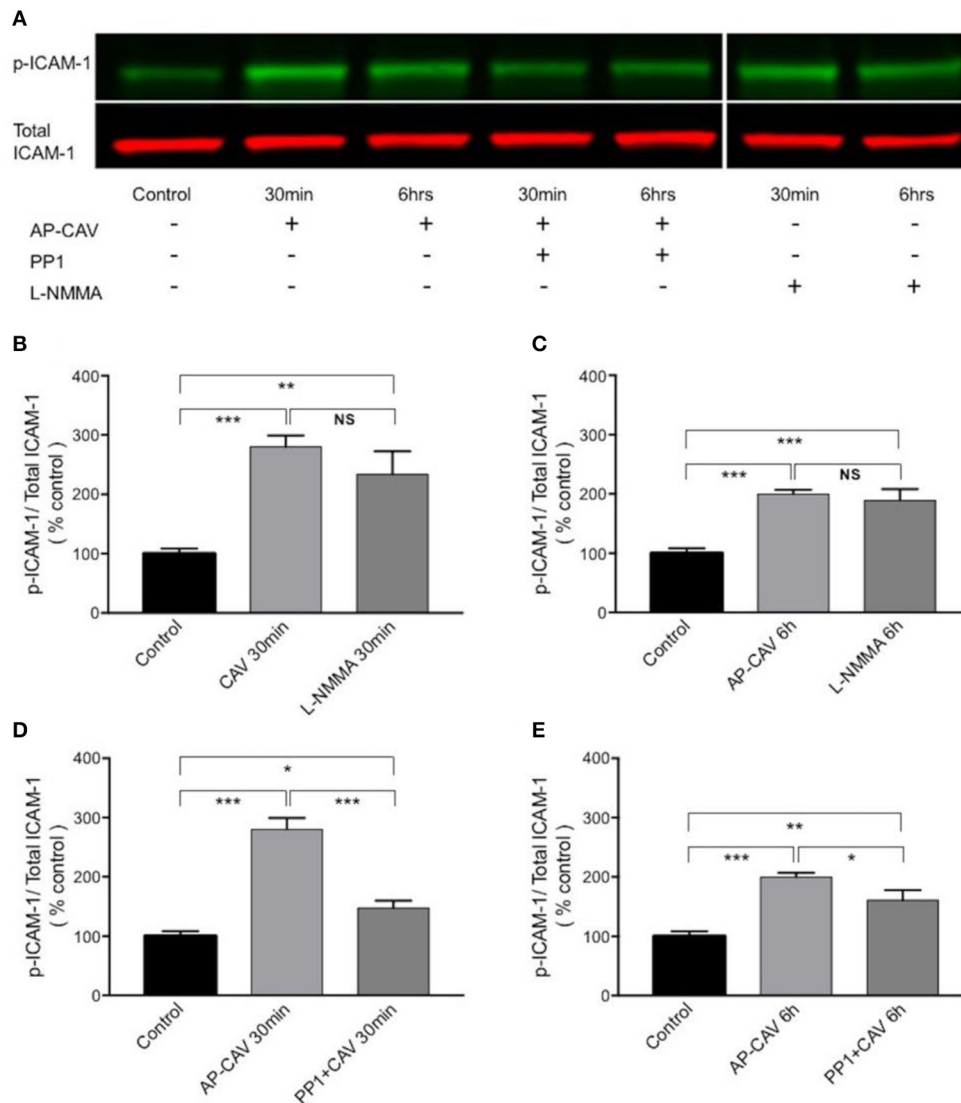 A
p-ICAM-1
Total
ICAM-1
Control 30min 6hrs 30min 6hrs 30min 6hrs
AP-CAV - + + + + - -
PP1 - - - + + - -
L-NMMA - - - - - + +
B
p-ICAM-1/ Total ICAM-1
( % control )
400
300
200
100
0
**
*** NS
Control
CAV 30min
L-NMMA 30min
C
p-ICAM-1/ Total ICAM-1
( % control )
400
300
200
100
0
***
*** NS
Control
AP-CAV 6h
L-NMMA 6h
D
p-ICAM-1/ Total ICAM-1
( % control )
400
300
200
100
0
*
*** ***
Control
AP-CAV 30min
PP1+CAV 30min
E
p-ICAM-1/ Total ICAM-1
( % control )
400
300
200
100
0
**
*** *
Control
AP-CAV 6h
PP1+CAV 6h